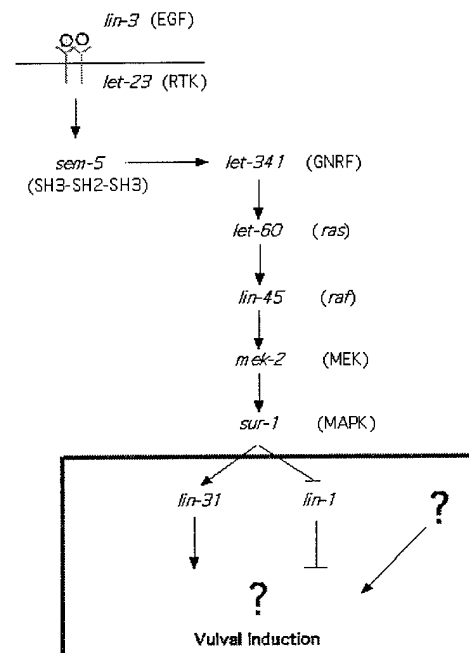 lin-3 (EGF)
let-23 (RTK)
sem-5 let-341 (GNRF)
(SH3-SH2-SH3)
let-60 (ras)
lin-45 (raf)
mek-2 (MEK)
sur-1 (MAPK)
lin-31 lin-1 ?
?
Vulval Induction